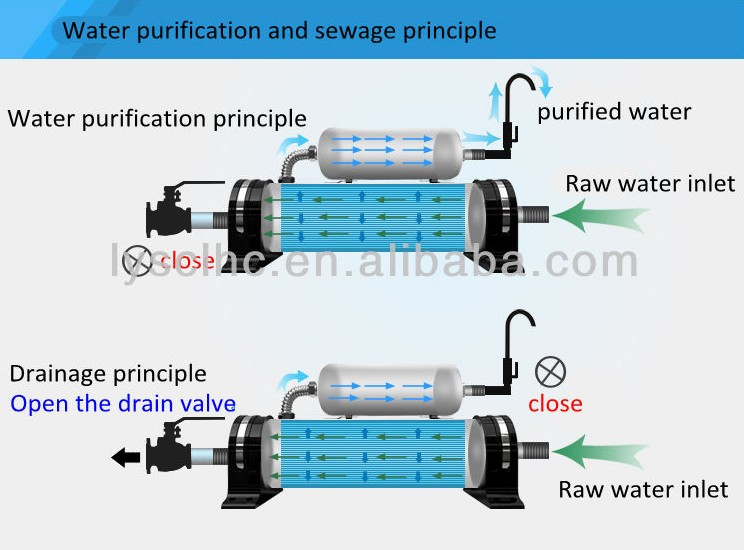 Water purification and sewage principle
Water purification principle
purified water
Raw water inlet
close
lysclhc.en.alibaba.com
Drainage principle
Open the drain valve
close
Raw water inlet